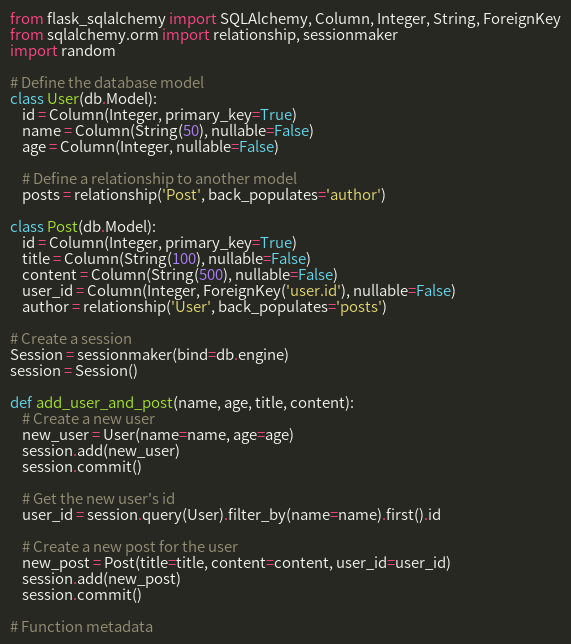 from flask_sqlalchemy import SQLAlchemy, Column, Integer, String, ForeignKey
from sqlalchemy.orm import relationship, sessionmaker
import random

# Define the database model
class User(db.Model):
    id = Column(Integer, primary_key=True)
    name = Column(String(50), nullable=False)
    age = Column(Integer, nullable=False)

    # Define a relationship to another model
    posts = relationship('Post', back_populates='author')

class Post(db.Model):
    id = Column(Integer, primary_key=True)
    title = Column(String(100), nullable=False)
    content = Column(String(500), nullable=False)
    user_id = Column(Integer, ForeignKey('user.id'), nullable=False)
    author = relationship('User', back_populates='posts')

# Create a session
Session = sessionmaker(bind=db.engine)
session = Session()

def add_user_and_post(name, age, title, content):
    # Create a new user
    new_user = User(name=name, age=age)
    session.add(new_user)
    session.commit()

    # Get the new user's id
    user_id = session.query(User).filter_by(name=name).first().id

    # Create a new post for the user
    new_post = Post(title=title, content=content, user_id=user_id)
    session.add(new_post)
    session.commit()

# Function metadata